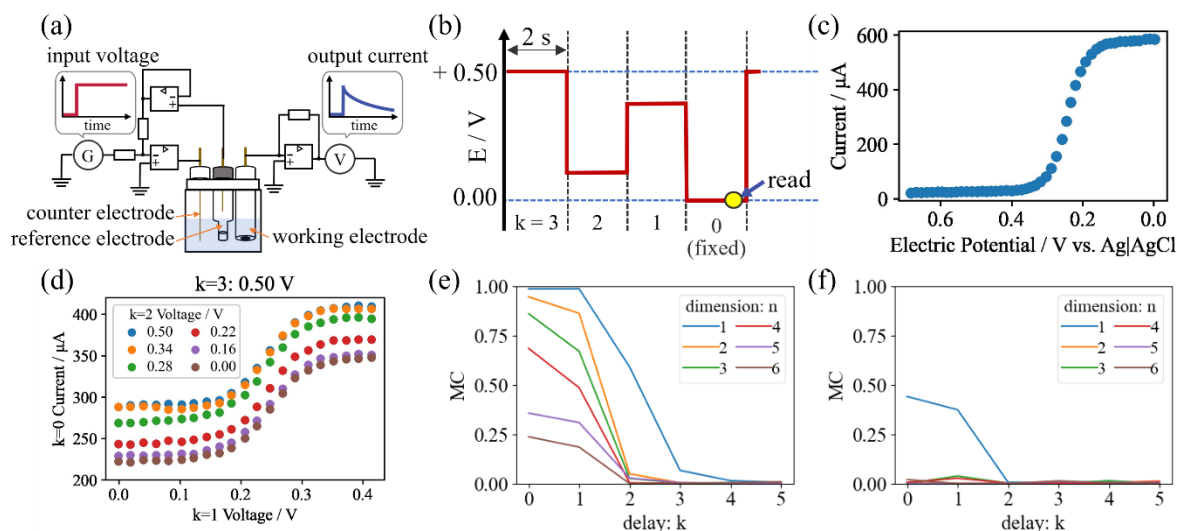 (a)
input voltage
output current
time
time
G
V
counter electrode
reference electrode
working electrode
(b)
2 s
+ 0.50
E / V
0.00
read
k = 3
2
1
0
(fixed)
(c)
600
400
200
0
Current / μA
0.6
0.4
0.2
0.0
Electric Potential / V vs. Ag|AgCl
(d)
k=3: 0.50 V
k=2 Voltage / V
0.50
0.22
0.34
0.16
0.28
0.00
400
350
300
250
200
k=0 Current / μA
0.0
0.1
0.2
0.3
0.4
k=1 Voltage / V
(e)
dimension: n
1
4
2
5
3
6
1.00
0.75
0.50
0.25
0.00
MC
0
1
2
3
4
5
delay: k
(f)
dimension: n
1
4
2
5
3
6
1.00
0.75
0.50
0.25
0.00
MC
0
1
2
3
4
5
delay: k